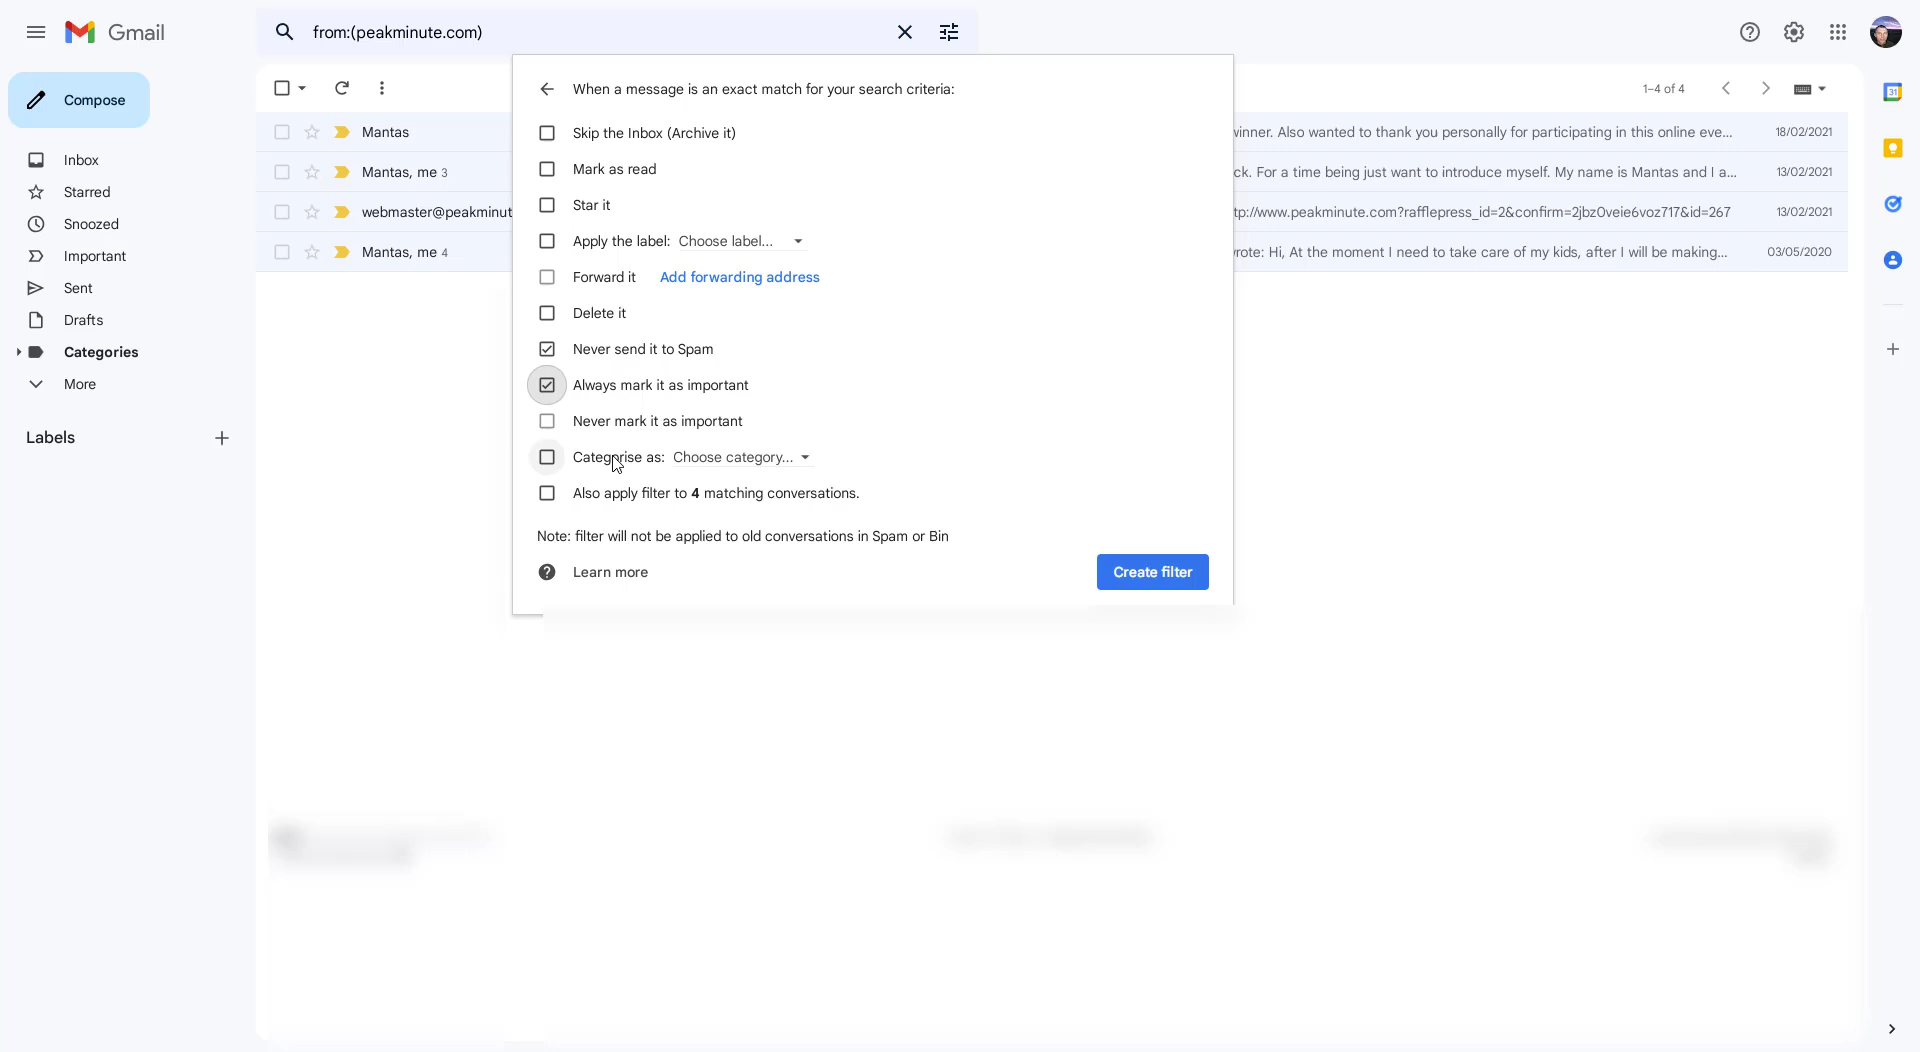 Gmail
from:(peakminute.com)
Compose
Inbox
Starred
Snoozed
Important
Sent
Drafts
Categories
More
Labels
1–4 of 4
Mantas
winner. Also wanted to thank you personally for participating in this online eve...
18/02/2021
Mantas, me 3
ck. For a time being just want to introduce myself. My name is Mantas and I a...
13/02/2021
webmaster@peakminut
tp://www.peakminute.com?rafflepress_id=2&confirm=2jbz0veie6voz717&id=267
13/02/2021
Mantas, me 4
wrote: Hi, At the moment I need to take care of my kids, after I will be making...
03/05/2020
When a message is an exact match for your search criteria:
Skip the Inbox (Archive it)
Mark as read
Star it
Apply the label: Choose label...
Forward it Add forwarding address
Delete it
Never send it to Spam
Always mark it as important
Never mark it as important
Categorise as: Choose category...
Also apply filter to 4 matching conversations.
Note: filter will not be applied to old conversations in Spam or Bin
Learn more
Create filter
31